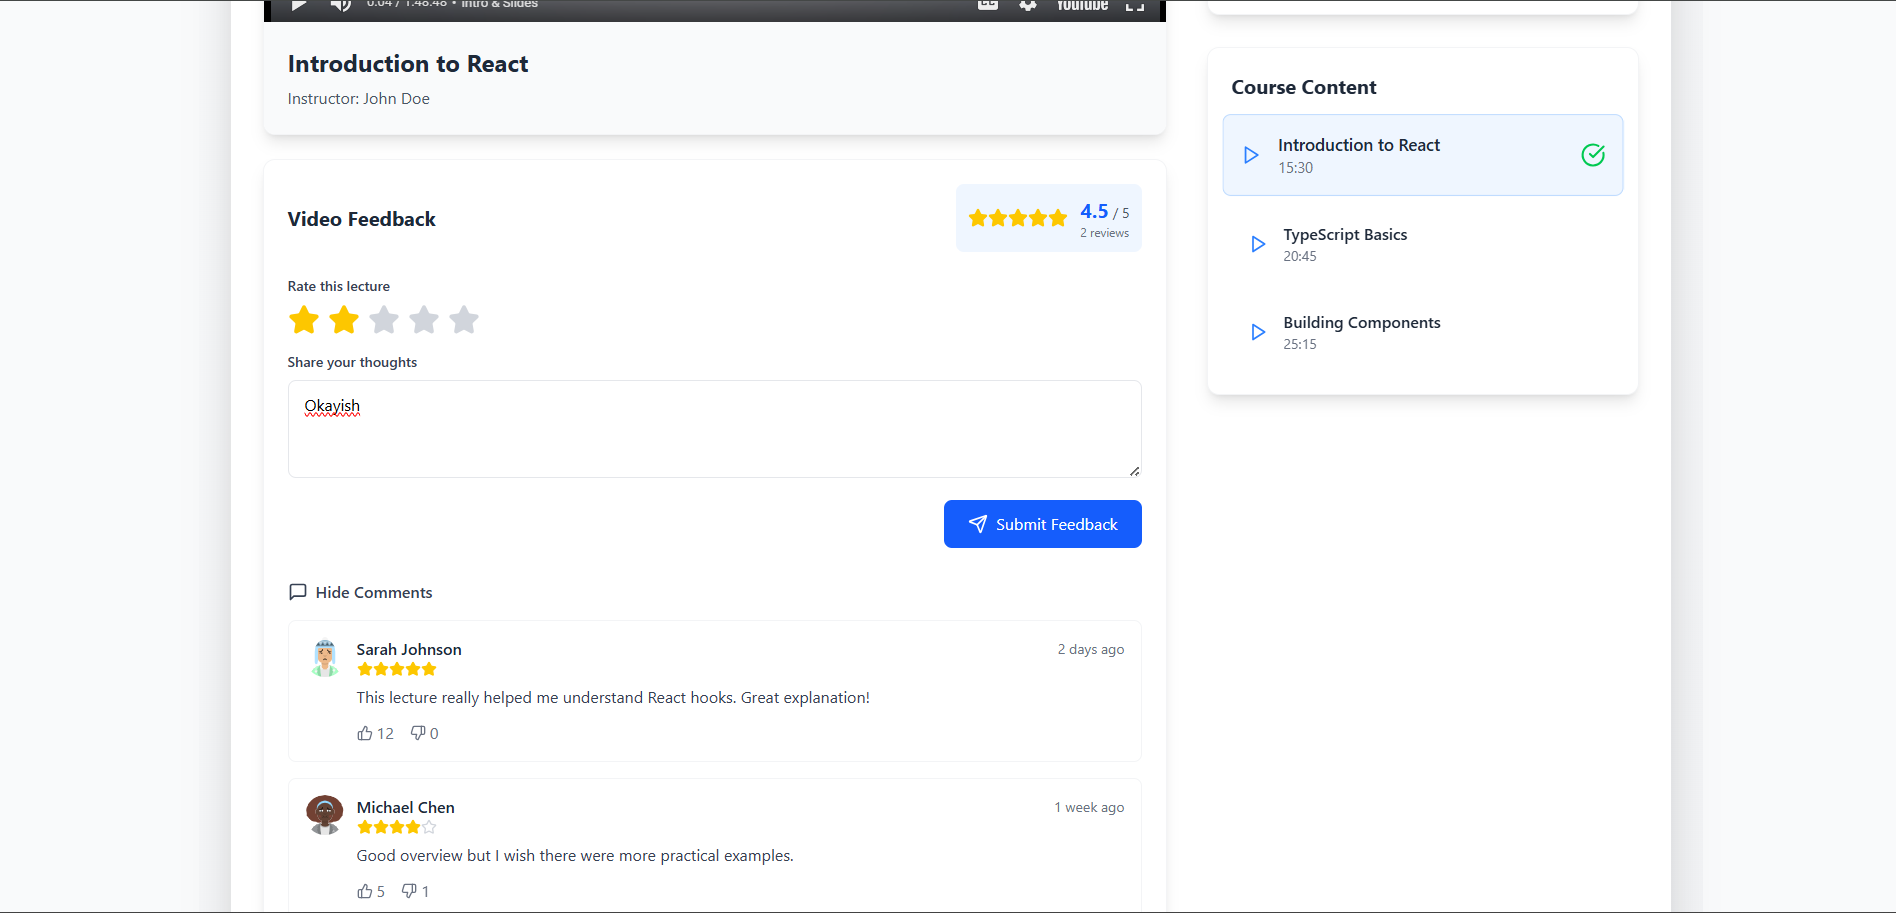 0:04 / 1:48:48 • Intro & Slides
YouTube
Introduction to React
Instructor: John Doe
Video Feedback
4.5 / 5
2 reviews
Rate this lecture
Share your thoughts
Okayish
Submit Feedback
Hide Comments
Sarah Johnson
2 days ago
This lecture really helped me understand React hooks. Great explanation!
12 0
Michael Chen
1 week ago
Good overview but I wish there were more practical examples.
5 1
Course Content
Introduction to React
15:30
TypeScript Basics
20:45
Building Components
25:15